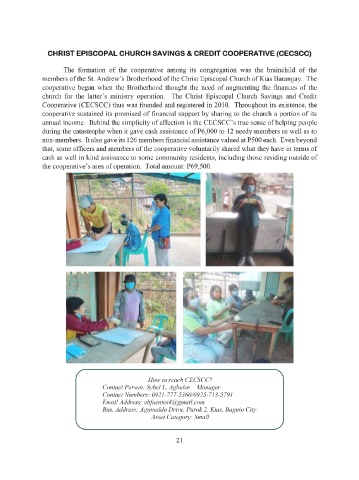 CHRIST EPISCOPAL CHURCH SAVINGS & CREDIT COOPERATIVE (CECSCC)
The formation of the cooperative among its congregation was the brainchild of the
members of the St. Andrew's Brotherhood of the Christ Episcopal Church of Kias Barangay. The
cooperative began when the Brotherhood thought the need of augmenting the finances of the
church for the latter's ministry operation. The Christ Episcopal Church Savings and Credit
Cooperative (CECSCC) thus was founded and registered in 2010. Throughout its existence, the
cooperative sustained its promised of financial support by sharing to the church a portion of its
annual income. Behind the simplicity of affection is the CECSCC's true sense of helping people
during the catastrophe when it gave cash assistance of P6,000 to 12 needy members as well as to
non-members. It also gave its 126 members financial assistance valued at P500 each. Even beyond
that, some officers and members of the cooperative voluntarily shared what they have in terms of
cash as well in kind assistance to some community residents, including those residing outside of
the cooperative's area of operation. Total amount: P69,500.
How to reach CECSCC?
Contact Person: Sybel L. Agbulos – Manager
Contact Numbers: 0921-777-5360/0925-713-5791
Email Address: abfuentes4@gmail.com
Bus. Address: Aguinaldo Drive, Purok 2, Kias, Baguio City
Asset Category: Small
21